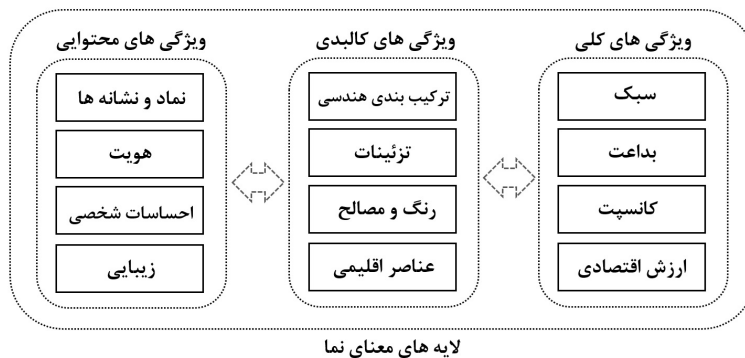 ویژگی های کلی
سبک
بداعت
کانسپت
ارزش اقتصادی
ویژگی های کالبدی
ترکیب بندی هندسی
تزئینات
رنگ و مصالح
عناصر اقلیمی
ویژگی های محتوایی
نماد و نشانه ها
هویت
احساسات شخصی
زیبایی
لایه های معنای نما